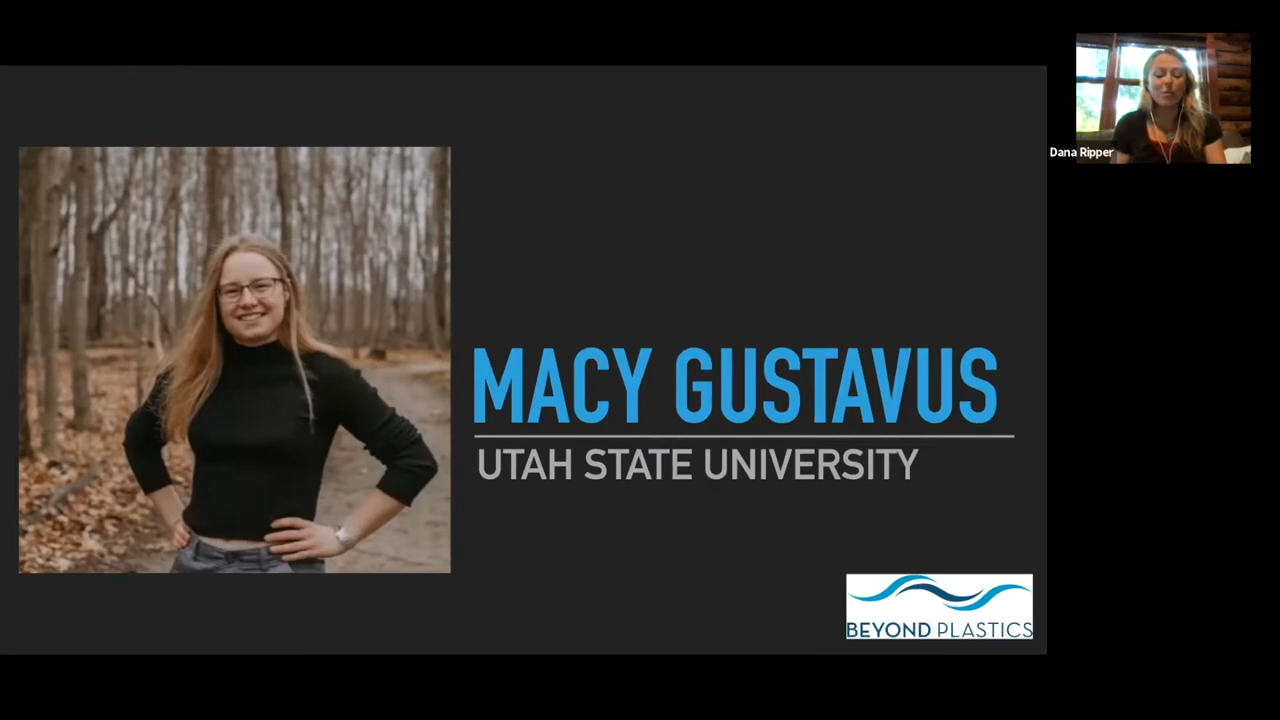 MACY GUSTAVUS
UTAH STATE UNIVERSITY
BEYOND PLASTICS
Dana Ripper